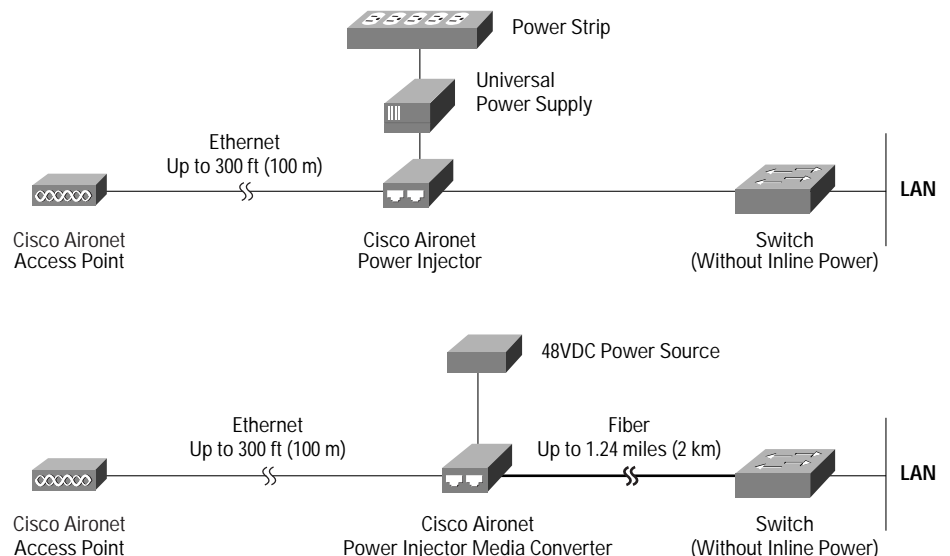 Power Strip
Universal
Power Supply
Ethernet
Up to 300 ft (100 m)
LAN
Cisco Aironet
Access Point
Cisco Aironet
Power Injector
Switch
(Without Inline Power)
48VDC Power Source
Ethernet
Up to 300 ft (100 m)
Fiber
Up to 1.24 miles (2 km)
LAN
Cisco Aironet
Access Point
Cisco Aironet
Power Injector Media Converter
Switch
(Without Inline Power)